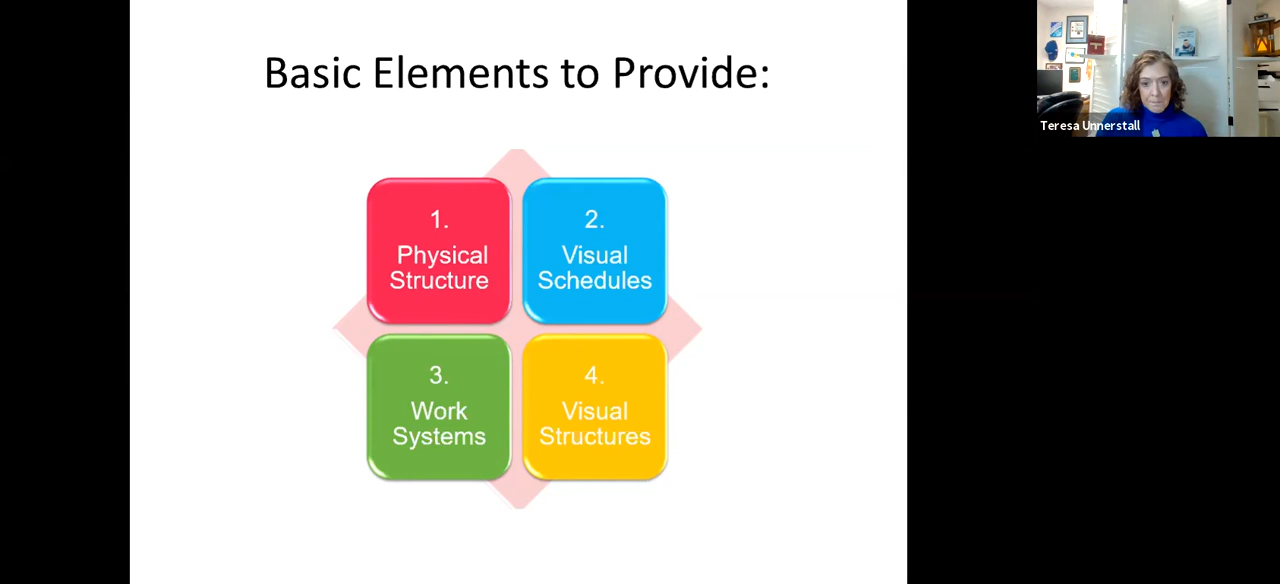 Basic Elements to Provide:
1.
Physical
Structure
2.
Visual
Schedules
3.
Work
Systems
4.
Visual
Structures
Teresa Unnerstall